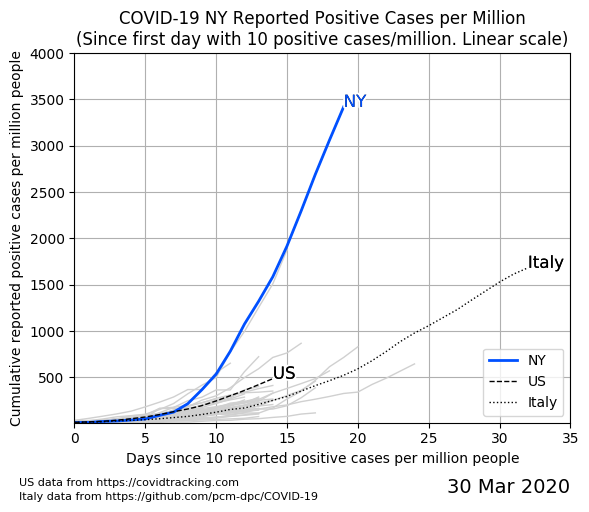 COVID-19 NY Reported Positive Cases per Million
(Since first day with 10 positive cases/million. Linear scale)
Cumulative reported positive cases per million people
4000
3500
3000
2500
2000
1500
1000
500
NY
Italy
US
NY
US
Italy
0
5
10
15
20
25
30
35
Days since 10 reported positive cases per million people
US data from https://covidtracking.com
Italy data from https://github.com/pcm-dpc/COVID-19
30 Mar 2020